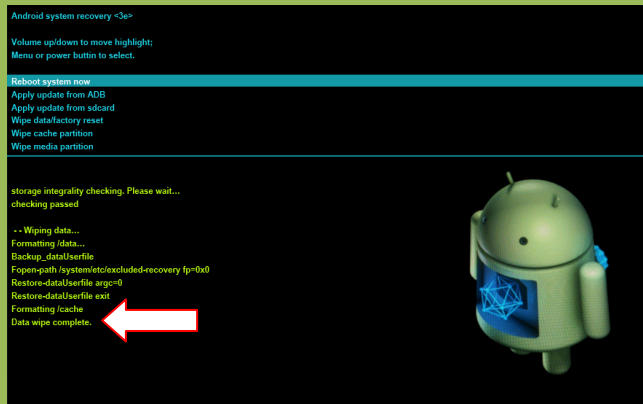 Android system recovery <3e>
Volume up/down to move highlight;
Menu or power buttin to select.
Reboot system now
Apply update from ADB
Apply update from sdcard
Wipe data/factory reset
Wipe cache partition
Wipe media partition
storage integrality checking. Please wait...
checking passed
- - Wiping data...
Formatting /data...
Backup_dataUserfile
Fopen-path /system/etc/excluded-recovery fp=0x0
Restore-dataUserfile argc=0
Restore-dataUserfile exit
Formatting /cache
Data wipe complete.